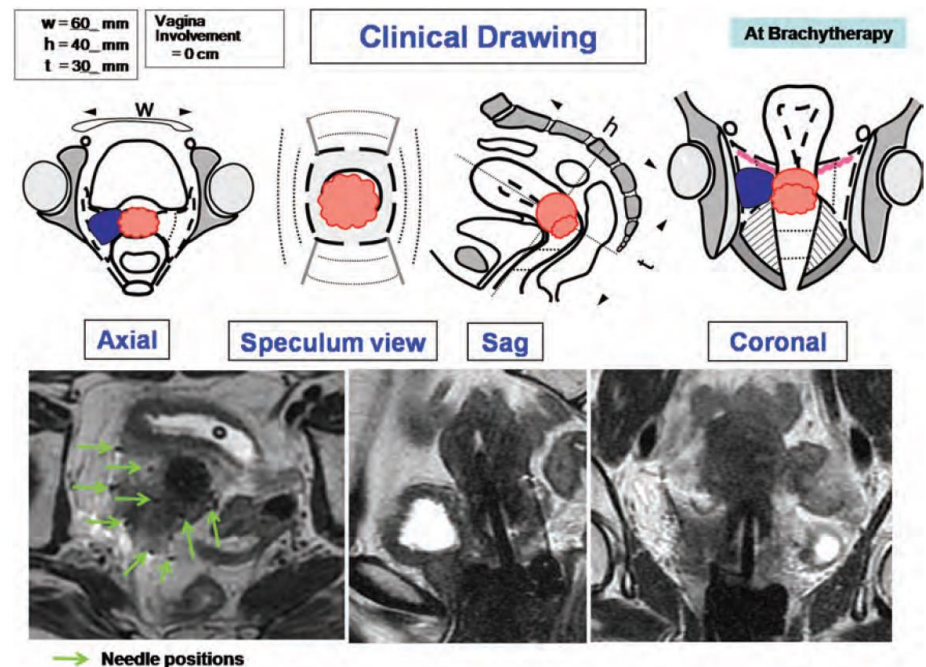 w = 60_ mm
h = 40_ mm
t = 30_ mm
Vagina
Involvement
= 0 cm
Clinical Drawing
At Brachytherapy
w
h
t
Axial
Speculum view
Sag
Coronal
Needle positions